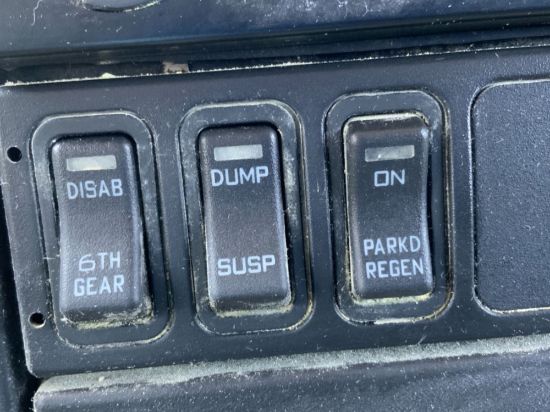 DISAB
6TH
GEAR
DUMP
SUSP
ON
PARKD
REGEN